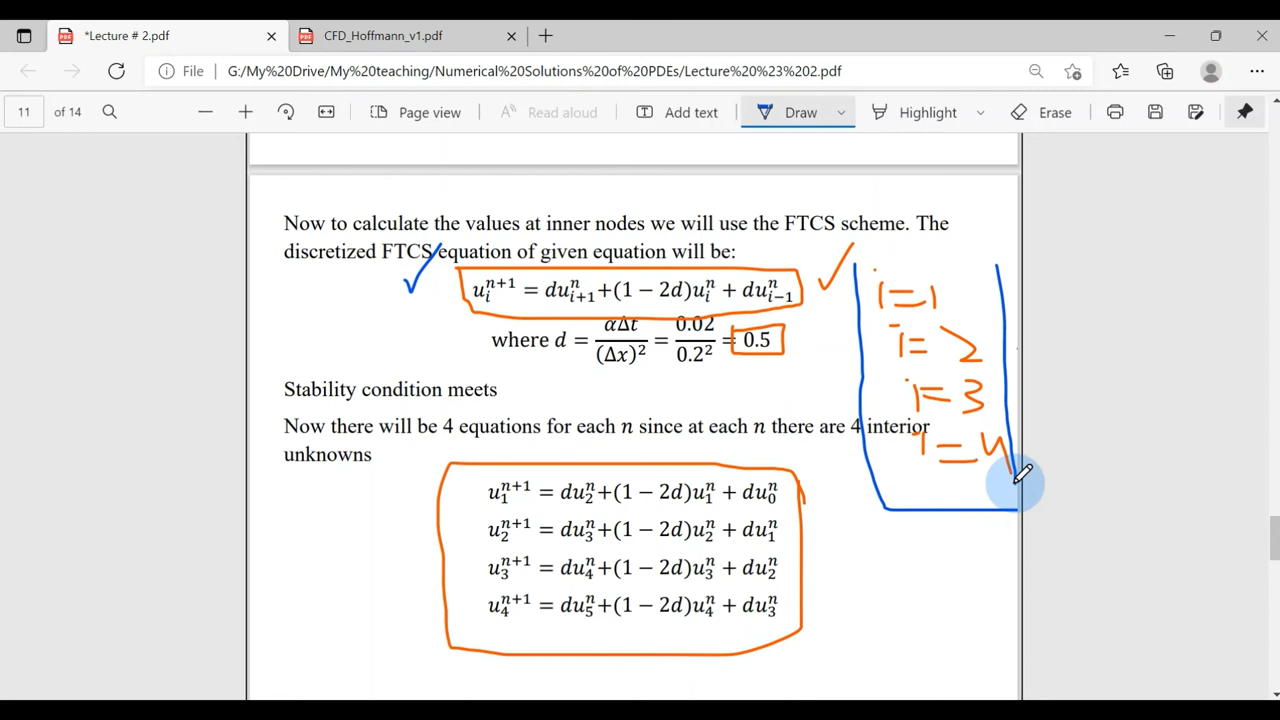 *Lecture # 2.pdf
CFD_Hoffmann_v1.pdf
File G:/My%20Drive/My%20teaching/Numerical%20Solutions%20of%20PDEs/Lecture%20%23%202.pdf
11 of 14 Page view Read aloud Add text Draw Highlight Erase
Now to calculate the values at inner nodes we will use the FTCS scheme. The
discretized FTCS equation of given equation will be:
u_i^{n+1} = du_{i+1}^n+(1 − 2d)u_i^n + du_{i−1}^n
where d = αΔt/(Δx)^2 = 0.02/0.2^2 = 0.5
Stability condition meets
Now there will be 4 equations for each n since at each n there are 4 interior
unknowns
u_1^{n+1} = du_2^n+(1 − 2d)u_1^n + du_0^n
u_2^{n+1} = du_3^n+(1 − 2d)u_2^n + du_1^n
u_3^{n+1} = du_4^n+(1 − 2d)u_3^n + du_2^n
u_4^{n+1} = du_5^n+(1 − 2d)u_4^n + du_3^n
i=1
i=2
i=3
i=4